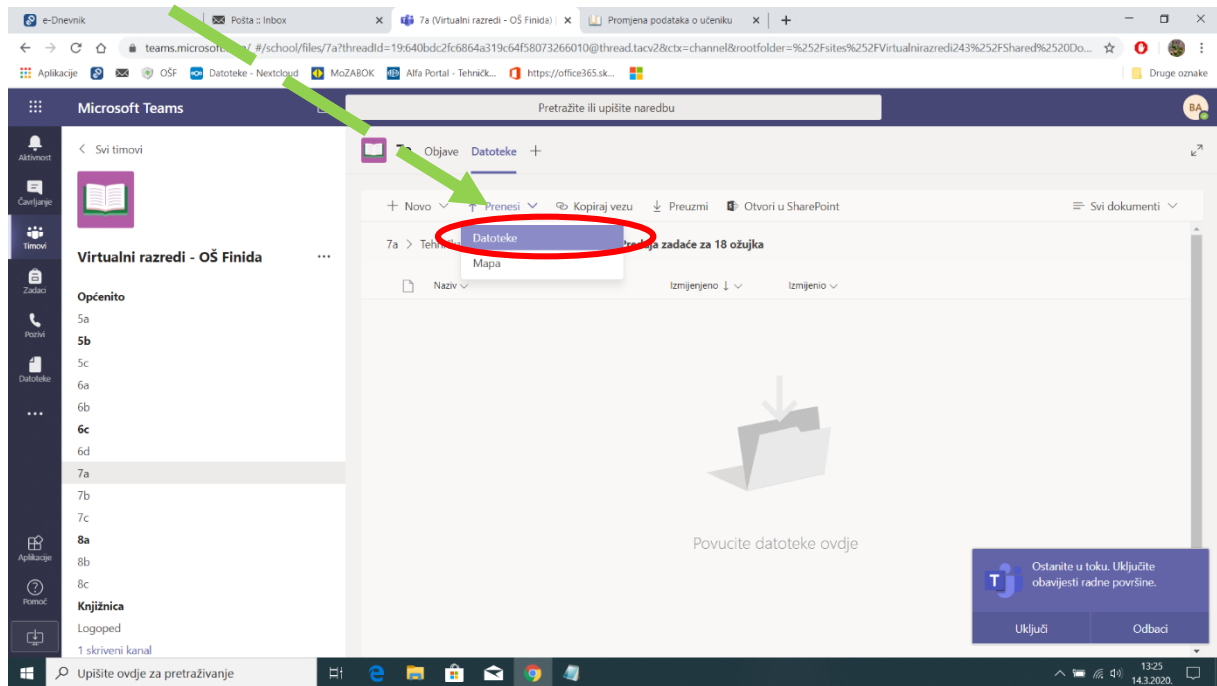 e-Dnevnik
Pošta :: Inbox
7a (Virtualni razredi - OŠ Finida)
Promjena podataka o učeniku
teams.microsoft.com/_#/school/files/7a?threadId=19:640bdc2fc6864a319c64f58073266010@thread.tacv2&ctx=channel&rootfolder=%252Fsites%252FVirtualnirazredi243%252FShared%2520Do...
Aplikacije
OŠF
Datoteke - Nextcloud
MoZABOK
Alfa Portal - Tehničk...
https://office365.sk...
Druge oznake
Microsoft Teams
Pretražite ili upišite naredbu
BA
Aktivnost
Čavrljanje
Timovi
Zadaci
Pozivi
Datoteke
Aplikacije
Pomoć
Svi timovi
Virtualni razredi - OŠ Finida
Općenito
5a
5b
5c
6a
6b
6c
6d
7a
7b
7c
8a
8b
8c
Knjižnica
Logoped
1 skriveni kanal
Objave Datoteke +
+ Novo Prenesi Kopiraj vezu Preuzmi Otvori u SharePoint Svi dokumenti
Datoteke
Mapa
7a > zadaće za 18 ožujka
Naziv Izmijenjeno ↓ Izmijenio
Povucite datoteke ovdje
Ostanite u toku. Uključite
obavijesti radne površine.
Uključi Odbaci
Upišite ovdje za pretraživanje
13:25
14.3.2020.